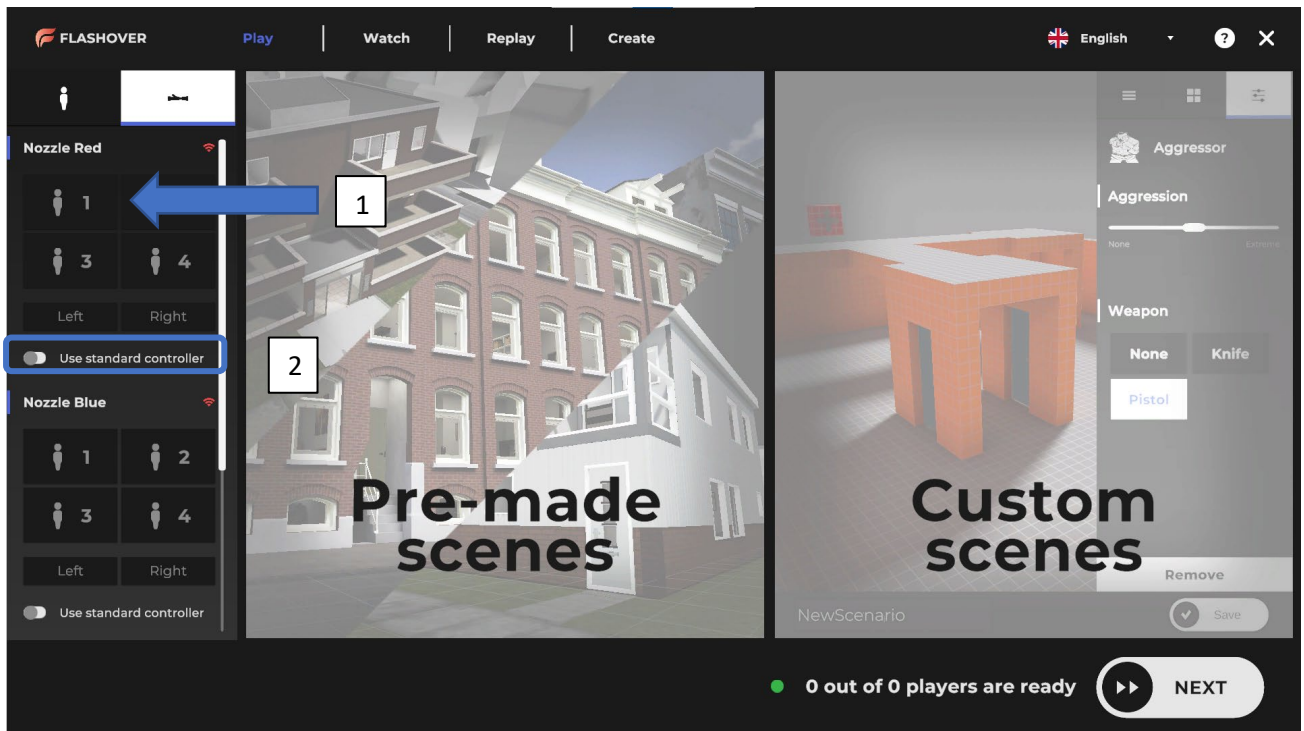 FLASHOVER
Play
Watch
Replay
Create
English
?
Nozzle Red
1
3
4
Left
Right
Use standard controller
Nozzle Blue
1
2
3
4
Left
Right
Use standard controller
1
2
Pre-made
scenes
Aggressor
Aggression
None
Extreme
Weapon
None
Knife
Pistol
Custom
scenes
Remove
NewScenario
Save
0 out of 0 players are ready
NEXT